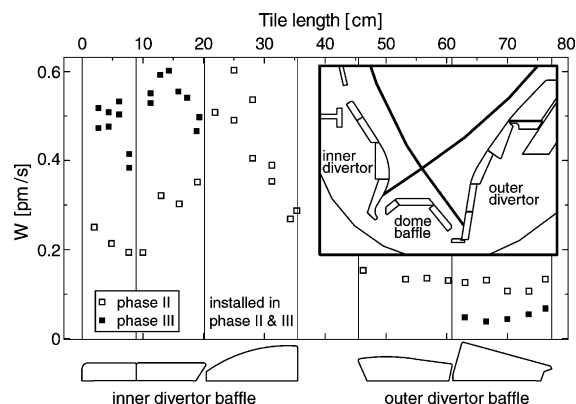 Tile length [cm]
0 10 20 30 40 50 60 70 80
W [pm/s]
0.6
0.4
0.2
0
inner
divertor
outer
divertor
dome
baffle
phase II
phase III
installed in
phase II & III
inner divertor baffle
outer divertor baffle